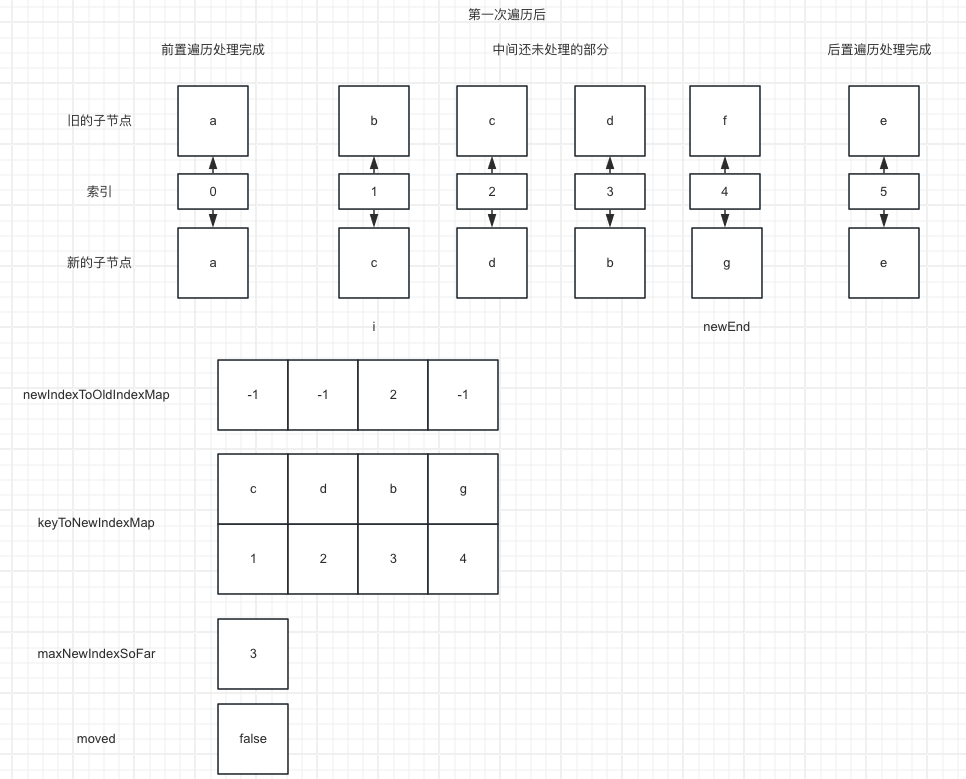 第一次遍历后
前置遍历处理完成 中间还未处理的部分 后置遍历处理完成
旧的子节点 a b c d f e
索引 0 1 2 3 4 5
新的子节点 a c d b g e
i newEnd
newIndexToOldIndexMap -1 -1 2 -1
c d b g
keyToNewIndexMap
1 2 3 4
maxNewIndexSoFar 3
moved false